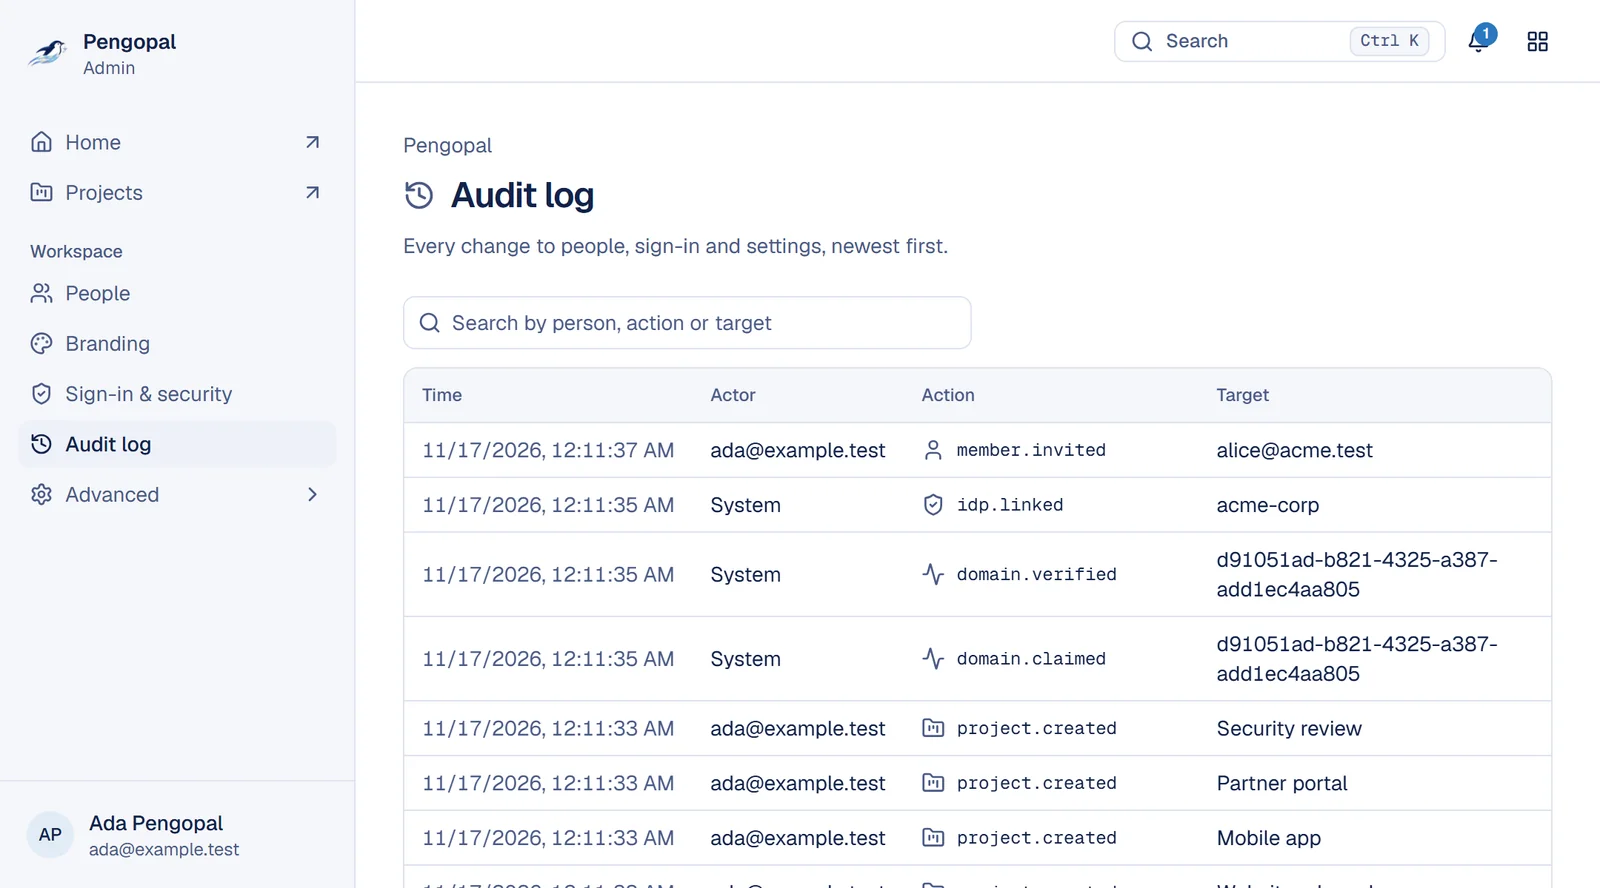 Pengopal
Admin
Home
Projects
Workspace
People
Branding
Sign-in & security
Audit log
Advanced
Ada Pengopal
AP
ada@example.test
Search
Ctrl K
1
Pengopal
Audit log
Every change to people, sign-in and settings, newest first.
Search by person, action or target
Time Actor Action Target
11/17/2026, 12:11:37 AM ada@example.test member.invited alice@acme.test
11/17/2026, 12:11:35 AM System idp.linked acme-corp
11/17/2026, 12:11:35 AM System domain.verified d91051ad-b821-4325-a387-
add1ec4aa805
11/17/2026, 12:11:35 AM System domain.claimed d91051ad-b821-4325-a387-
add1ec4aa805
11/17/2026, 12:11:33 AM ada@example.test project.created Security review
11/17/2026, 12:11:33 AM ada@example.test project.created Partner portal
11/17/2026, 12:11:33 AM ada@example.test project.created Mobile app